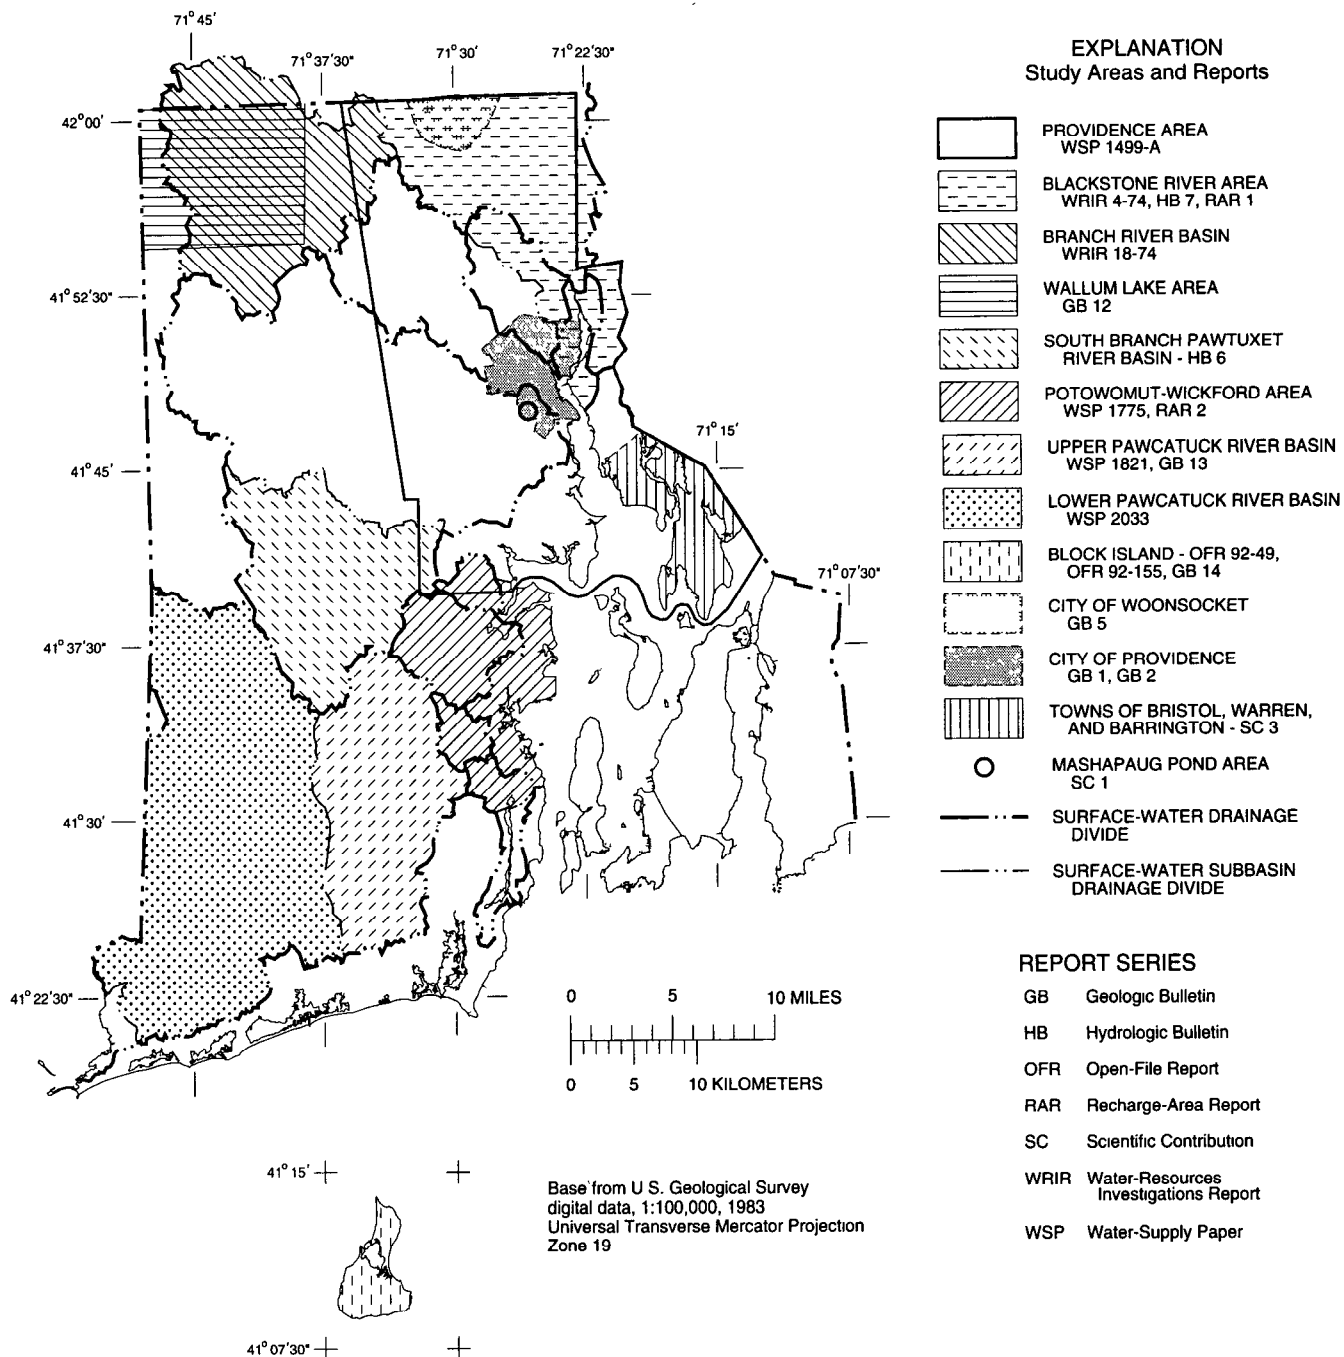 71°45'
71°37'30"
71°30'
71°22'30"
42°00'
41°52'30"
71°15'
41°45'
71°07'30"
41°37'30"
41°30'
41°22'30"
0 5 10 MILES
0 5 10 KILOMETERS
41°15'
41°07'30"
Base from U S. Geological Survey
digital data, 1:100,000, 1983
Universal Transverse Mercator Projection
Zone 19
EXPLANATION
Study Areas and Reports
PROVIDENCE AREA
WSP 1499-A
BLACKSTONE RIVER AREA
WRIR 4-74, HB 7, RAR 1
BRANCH RIVER BASIN
WRIR 18-74
WALLUM LAKE AREA
GB 12
SOUTH BRANCH PAWTUXET
RIVER BASIN - HB 6
POTOWOMUT-WICKFORD AREA
WSP 1775, RAR 2
UPPER PAWCATUCK RIVER BASIN
WSP 1821, GB 13
LOWER PAWCATUCK RIVER BASIN
WSP 2033
BLOCK ISLAND - OFR 92-49,
OFR 92-155, GB 14
CITY OF WOONSOCKET
GB 5
CITY OF PROVIDENCE
GB 1, GB 2
TOWNS OF BRISTOL, WARREN,
AND BARRINGTON - SC 3
MASHAPAUG POND AREA
SC 1
SURFACE-WATER DRAINAGE
DIVIDE
SURFACE-WATER SUBBASIN
DRAINAGE DIVIDE
REPORT SERIES
GB Geologic Bulletin
HB Hydrologic Bulletin
OFR Open-File Report
RAR Recharge-Area Report
SC Scientific Contribution
WRIR Water-Resources
Investigations Report
WSP Water-Supply Paper